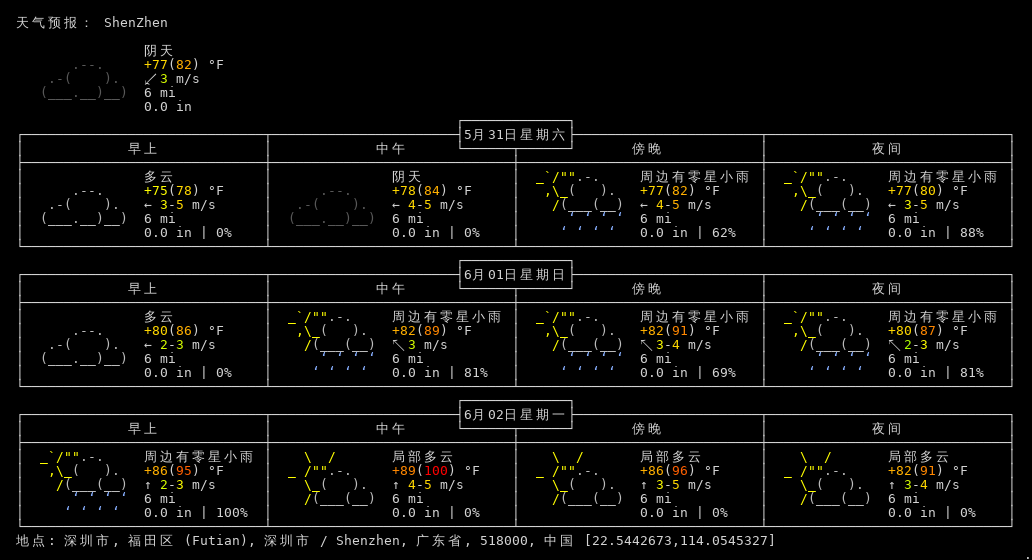 天气预报： ShenZhen
阴天
+77(82) °F
↙ 3 m/s
6 mi
0.0 in
5月31日星期六
早上 中午 傍晚 夜间
多云 阴天 周边有零星小雨 周边有零星小雨
+75(78) °F +78(84) °F +77(82) °F +77(80) °F
← 3-5 m/s ← 4-5 m/s ← 4-5 m/s ← 3-5 m/s
6 mi 6 mi 6 mi 6 mi
0.0 in | 0% 0.0 in | 0% 0.0 in | 62% 0.0 in | 88%
6月01日星期日
早上 中午 傍晚 夜间
多云 周边有零星小雨 周边有零星小雨 周边有零星小雨
+80(86) °F +82(89) °F +82(91) °F +80(87) °F
← 2-3 m/s ↖ 3 m/s ↖ 3-4 m/s ↖ 2-3 m/s
6 mi 6 mi 6 mi 6 mi
0.0 in | 0% 0.0 in | 81% 0.0 in | 69% 0.0 in | 81%
6月02日星期一
早上 中午 傍晚 夜间
周边有零星小雨 局部多云 局部多云 局部多云
+86(95) °F +89(100) °F +86(96) °F +82(91) °F
↑ 2-3 m/s ↑ 4-5 m/s ↑ 3-5 m/s ↑ 3-4 m/s
6 mi 6 mi 6 mi 6 mi
0.0 in | 100% 0.0 in | 0% 0.0 in | 0% 0.0 in | 0%
地点: 深圳市, 福田区 (Futian), 深圳市 / Shenzhen, 广东省, 518000, 中国 [22.5442673,114.0545327]